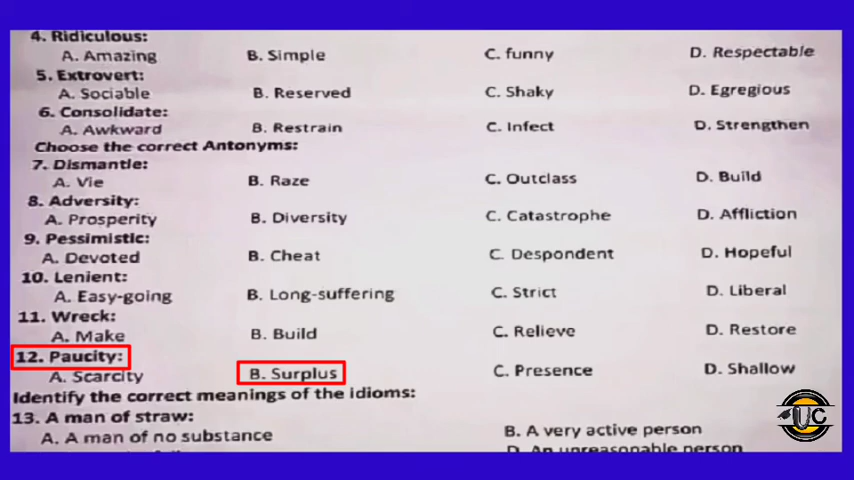 4. Ridiculous:
A. Amazing B. Simple C. funny D. Respectable
5. Extrovert:
A. Sociable B. Reserved C. Shaky D. Egregious
6. Consolidate:
A. Awkward B. Restrain C. Infect D. Strengthen
Choose the correct Antonyms:
7. Dismantle:
A. Vie B. Raze C. Outclass D. Build
8. Adversity:
A. Prosperity B. Diversity C. Catastrophe D. Affliction
9. Pessimistic:
A. Devoted B. Cheat C. Despondent D. Hopeful
10. Lenient:
A. Easy-going B. Long-suffering C. Strict D. Liberal
11. Wreck:
A. Make B. Build C. Relieve D. Restore
12. Paucity:
A. Scarcity B. Surplus C. Presence D. Shallow
Identify the correct meanings of the idioms:
13. A man of straw:
A. A man of no substance B. A very active person
D. An unreasonable person
UC